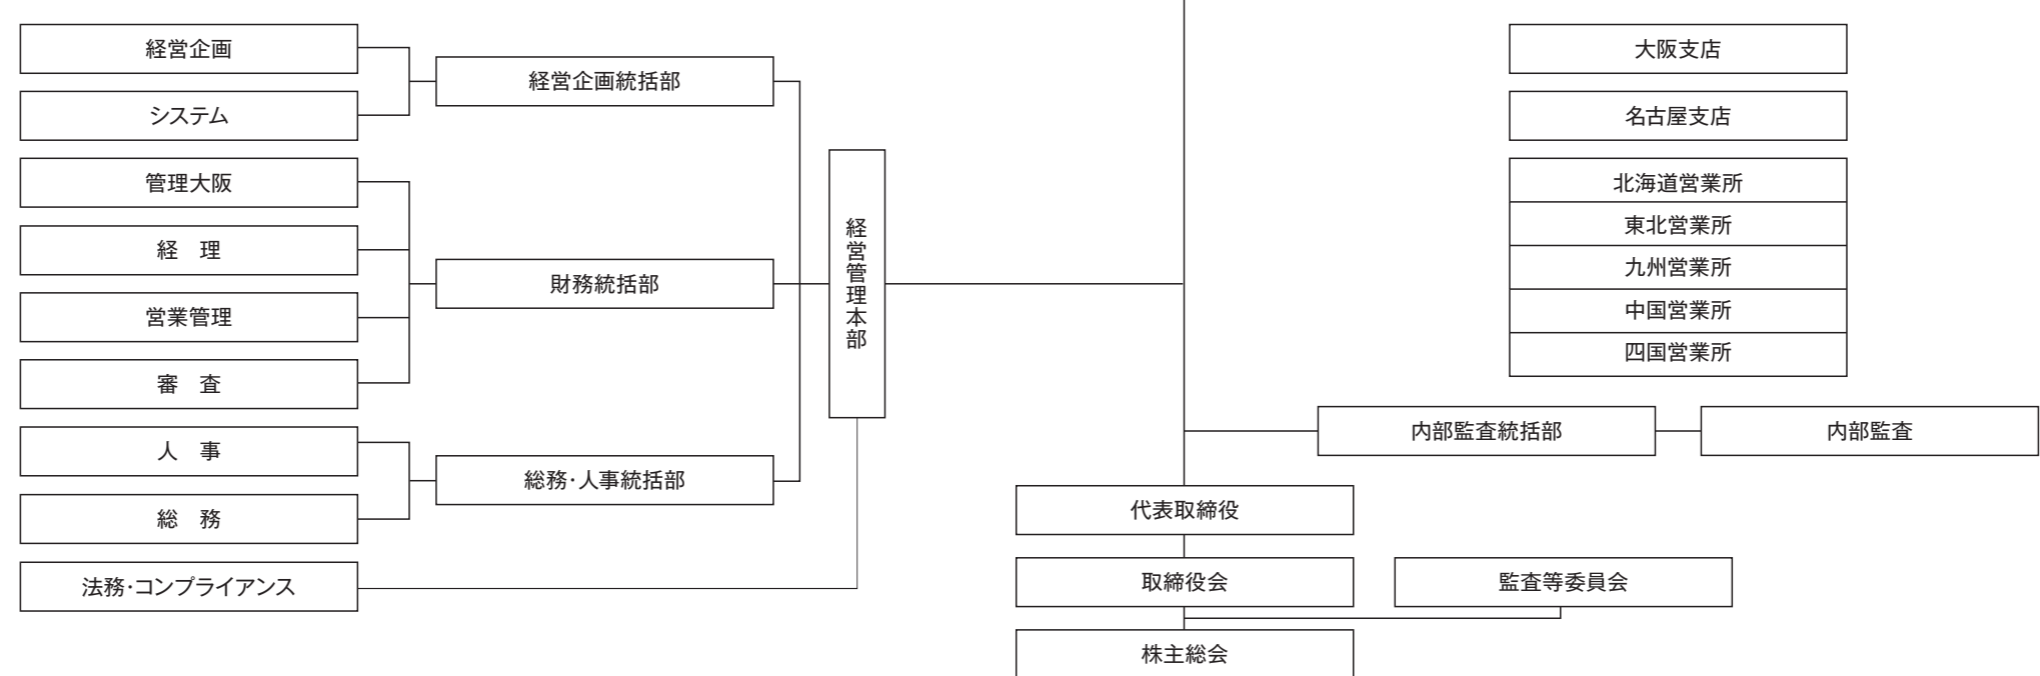 経営企画
システム
管理大阪
経　理
営業管理
審　査
人　事
総　務
法務・コンプライアンス
経営企画統括部
財務統括部
総務・人事統括部
経営管理本部
大阪支店
名古屋支店
北海道営業所
東北営業所
九州営業所
中国営業所
四国営業所
内部監査統括部
内部監査
代表取締役
取締役会
監査等委員会
株主総会